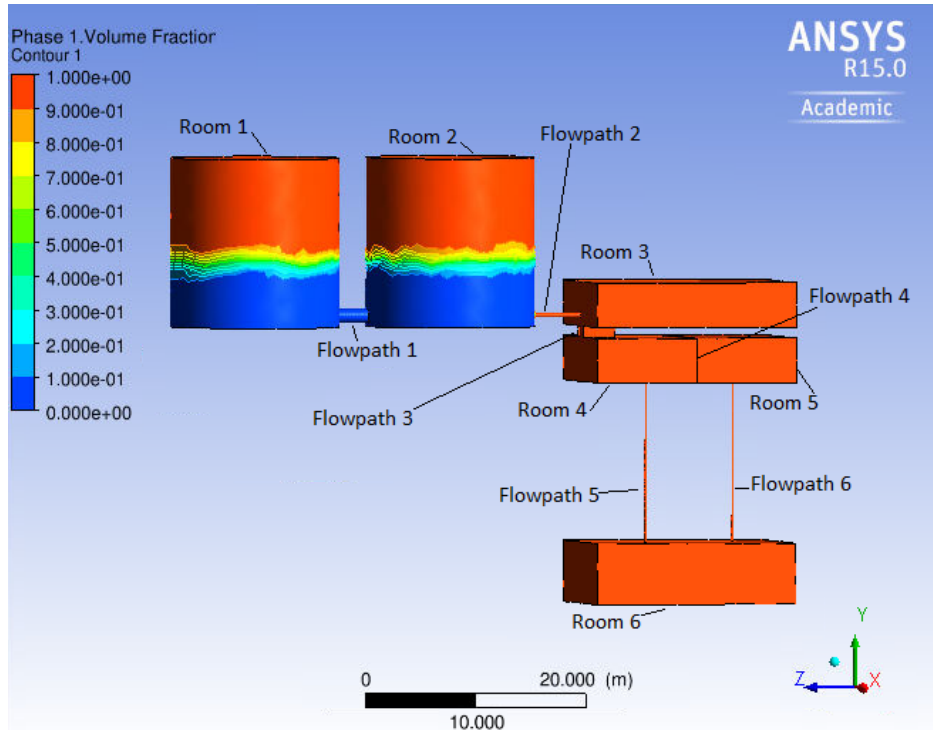 Phase 1.Volume Fraction
Contour 1
1.000e+00
9.000e-01
8.000e-01
7.000e-01
6.000e-01
5.000e-01
4.000e-01
3.000e-01
2.000e-01
1.000e-01
0.000e+00
ANSYS
R15.0
Academic
Room 1
Room 2
Flowpath 2
Room 3
Flowpath 4
Flowpath 1
Flowpath 3
Room 4
Room 5
Flowpath 5
Flowpath 6
Room 6
Y
Z
X
0
20.000 (m)
10.000